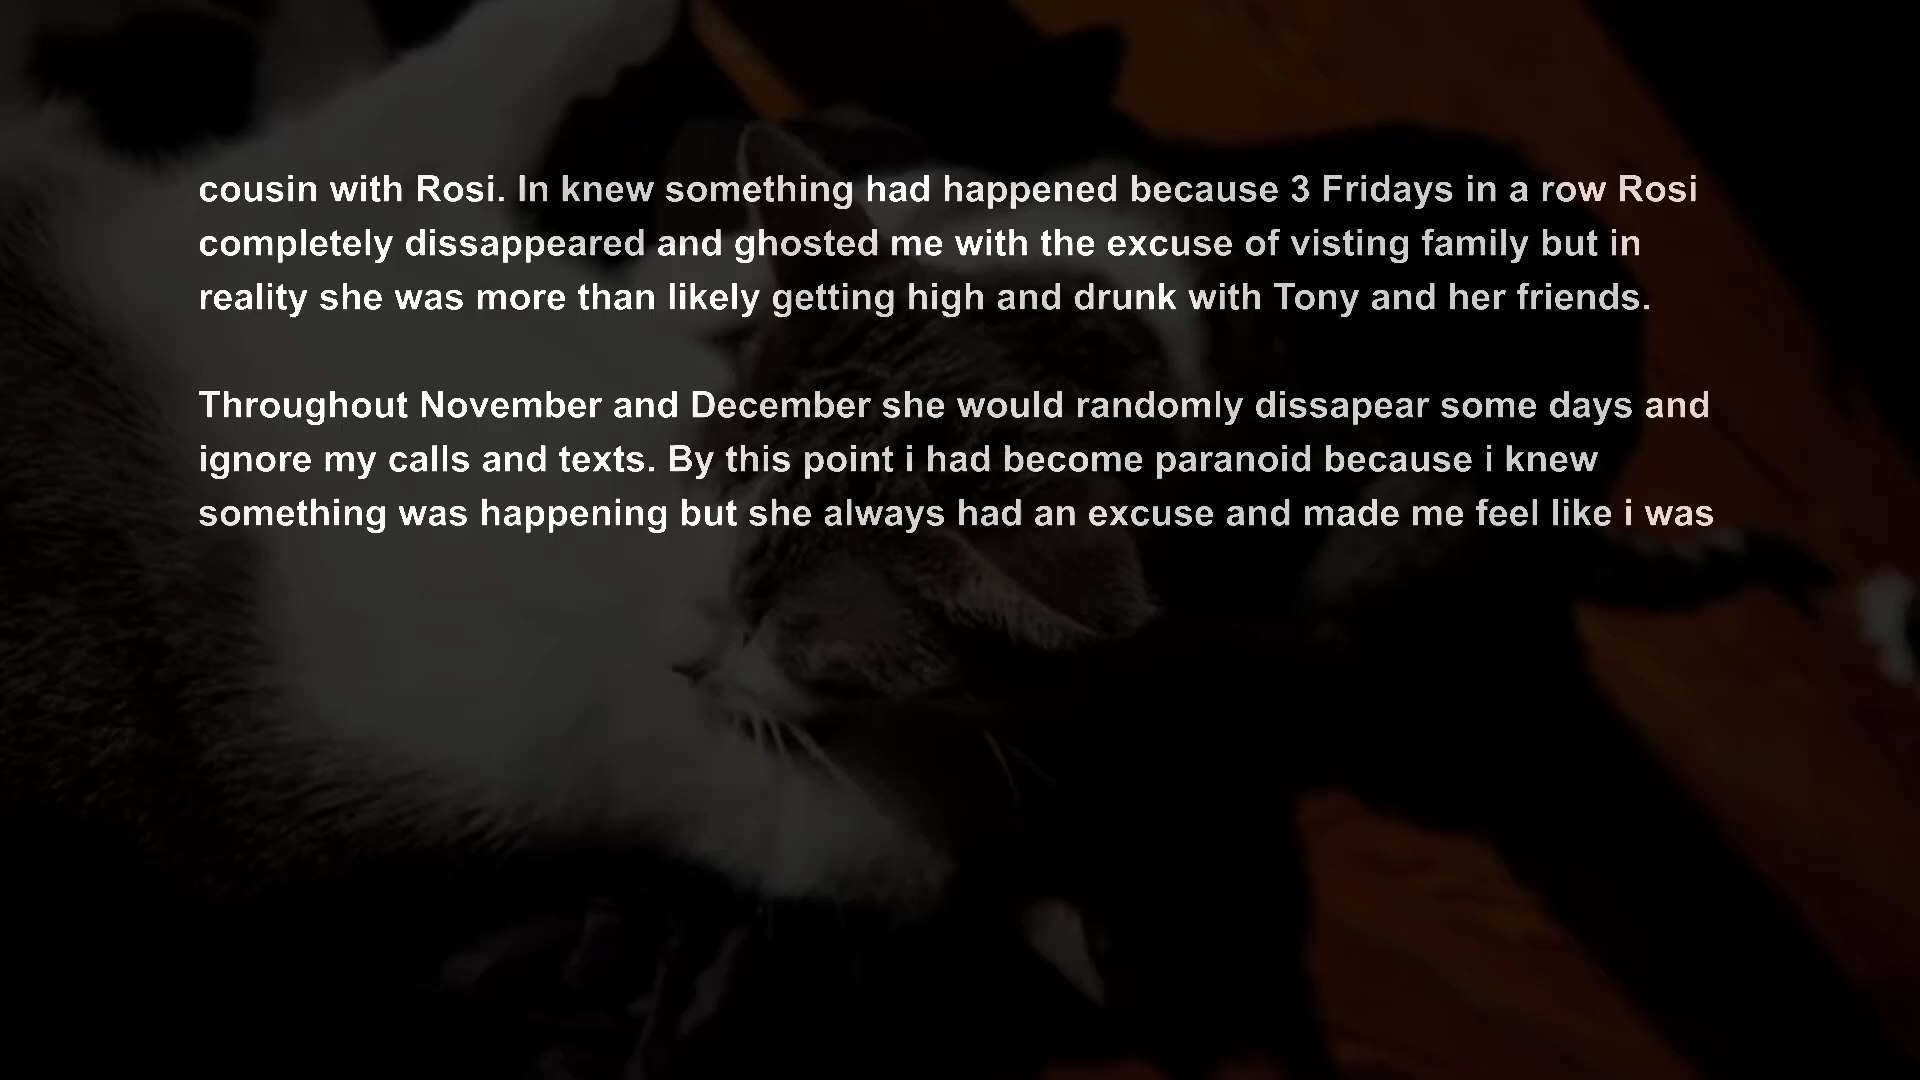 cousin with Rosi. In knew something had happened because 3 Fridays in a row Rosi
completely dissappeared and ghosted me with the excuse of visting family but in
reality she was more than likely getting high and drunk with Tony and her friends.
Throughout November and December she would randomly dissapear some days and
ignore my calls and texts. By this point i had become paranoid because i knew
something was happening but she always had an excuse and made me feel like i was